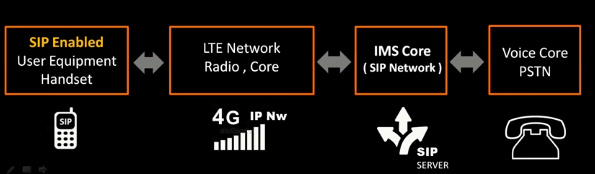 SIP Enabled
User Equipment
Handset
LTE Network
Radio , Core
IMS Core
( SIP Network )
Voice Core
PSTN
SIP
4G IP Nw
SIP
SERVER